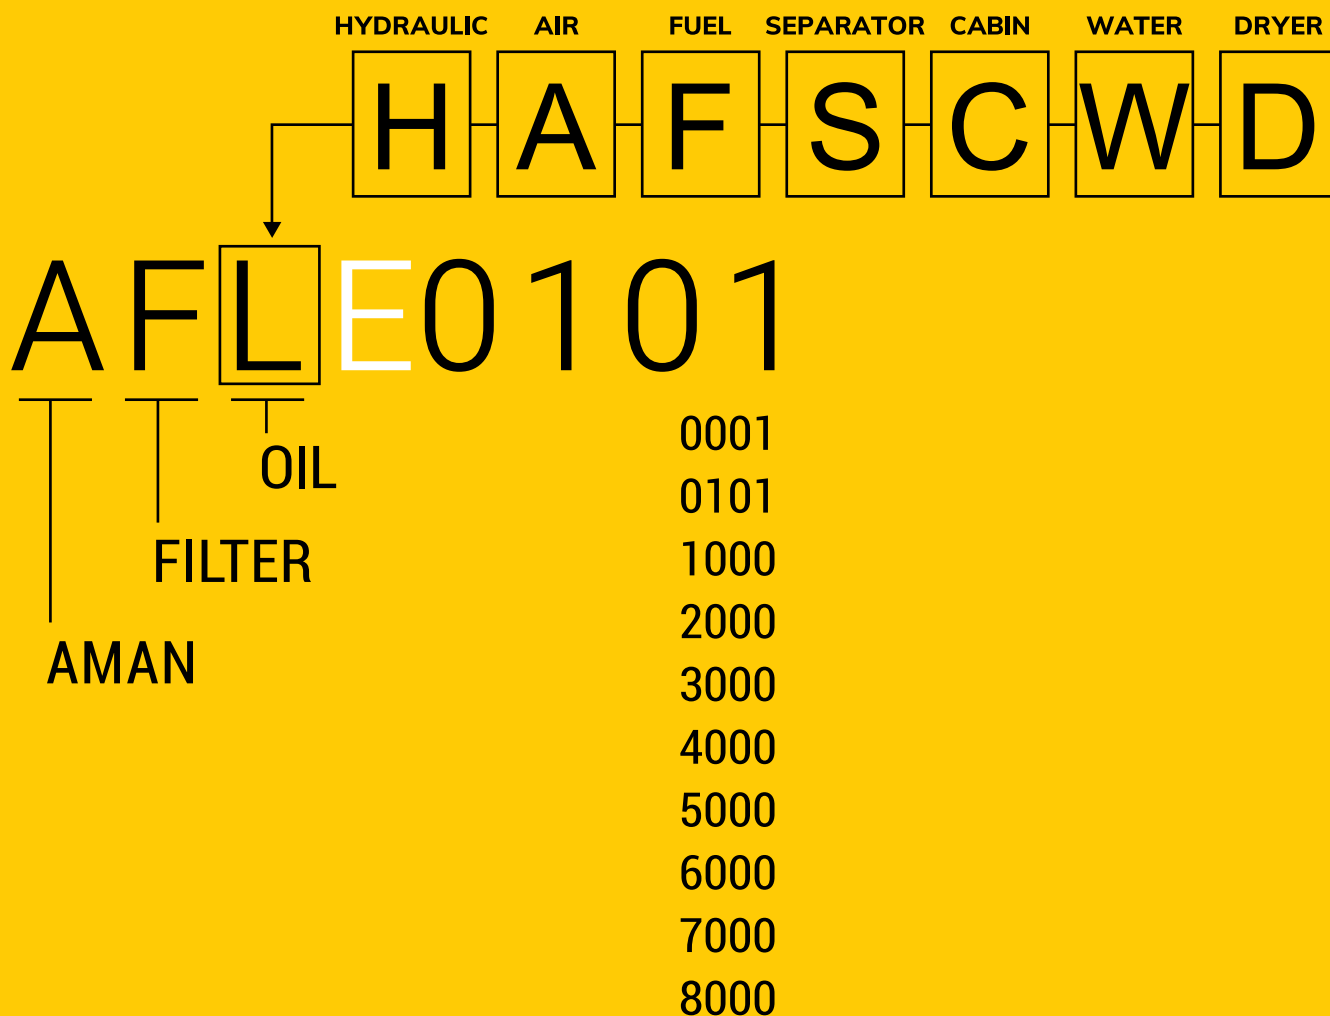 HYDRAULIC AIR FUEL SEPARATOR CABIN WATER DRYER
H A F S C W D
AFLE0101
OIL
FILTER
AMAN
0001
0101
1000
2000
3000
4000
5000
6000
7000
8000